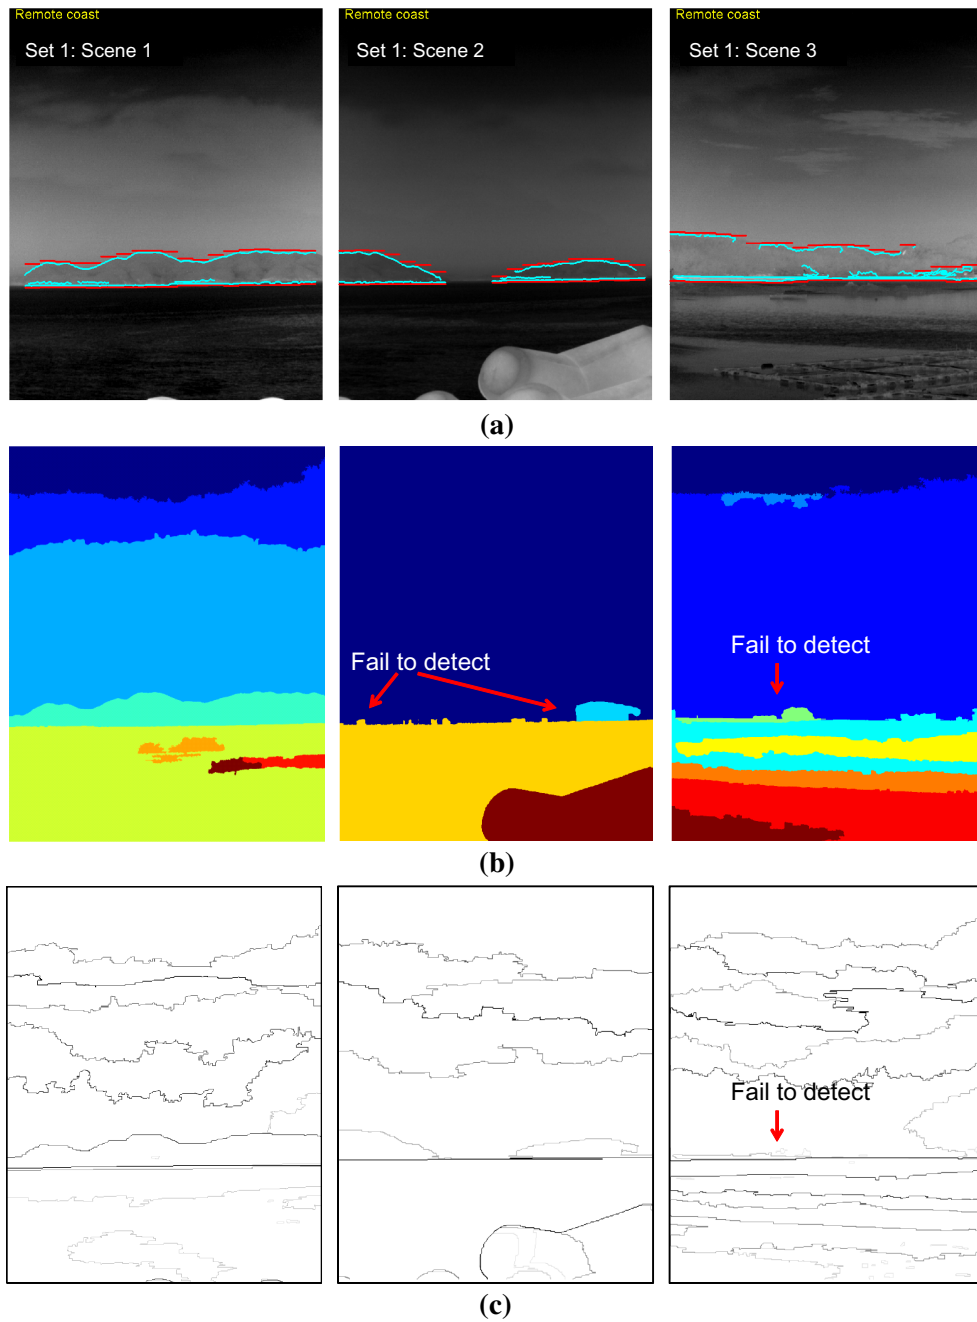 Remote coast
Remote coast
Remote coast
Set 1: Scene 1
Set 1: Scene 2
Set 1: Scene 3
(a)
Fail to detect
Fail to detect
(b)
Fail to detect
(c)